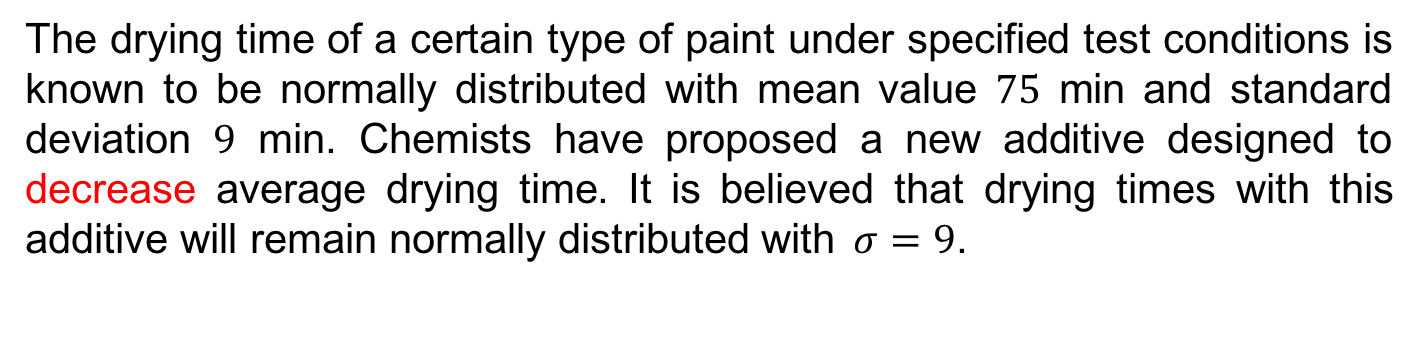 The drying time of a certain type of paint under specified test conditions is
known to be normally distributed with mean value 75 min and standard
deviation 9 min. Chemists have proposed a new additive designed to
decrease average drying time. It is believed that drying times with this
additive will remain normally distributed with σ = 9.